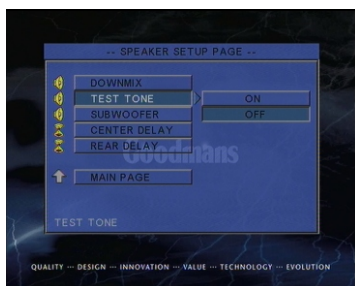 -- SPEAKER SETUP PAGE --
DOWNMIX
TEST TONE ON
SUBWOOFER OFF
CENTER DELAY
REAR DELAY
Goodmans
MAIN PAGE
TEST TONE
QUALITY ··· DESIGN ··· INNOVATION ··· VALUE ··· TECHNOLOGY ··· EVOLUTION